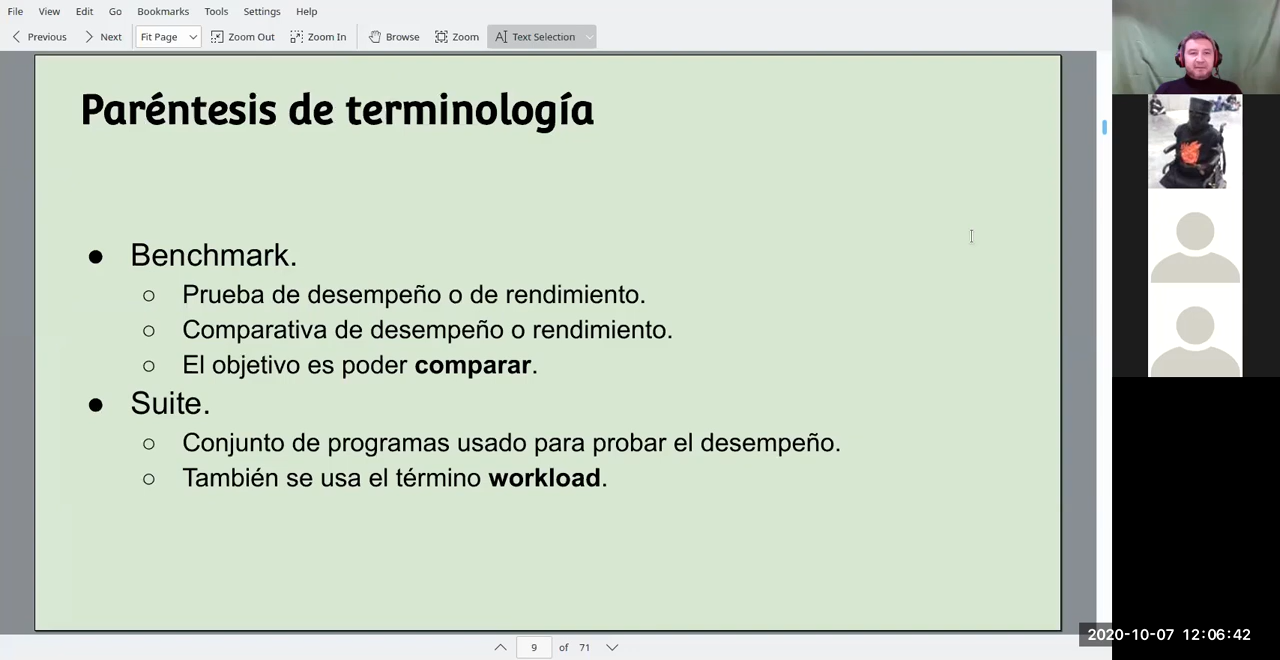 File View Edit Go Bookmarks Tools Settings Help
Previous Next Fit Page Zoom Out Zoom In Browse Zoom Text Selection
Paréntesis de terminología
● Benchmark.
○ Prueba de desempeño o de rendimiento.
○ Comparativa de desempeño o rendimiento.
○ El objetivo es poder comparar.
● Suite.
○ Conjunto de programas usado para probar el desempeño.
○ También se usa el término workload.
9 of 71
2020-10-07 12:06:42